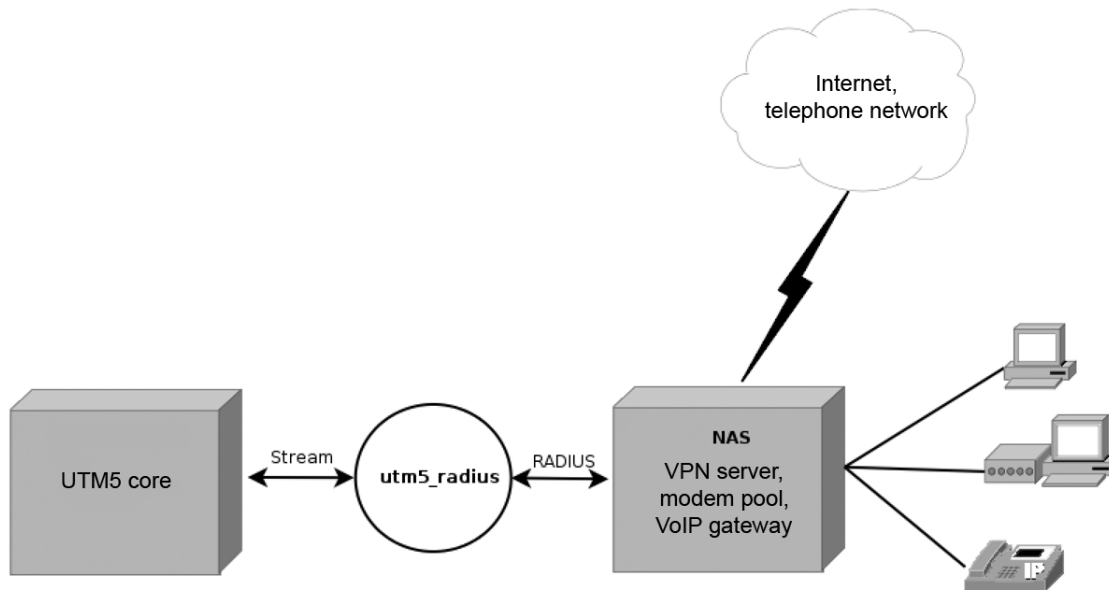 Internet,
telephone network
UTM5 core
Stream
utm5_radius
RADIUS
NAS
VPN server,
modem pool,
VoIP gateway
IP